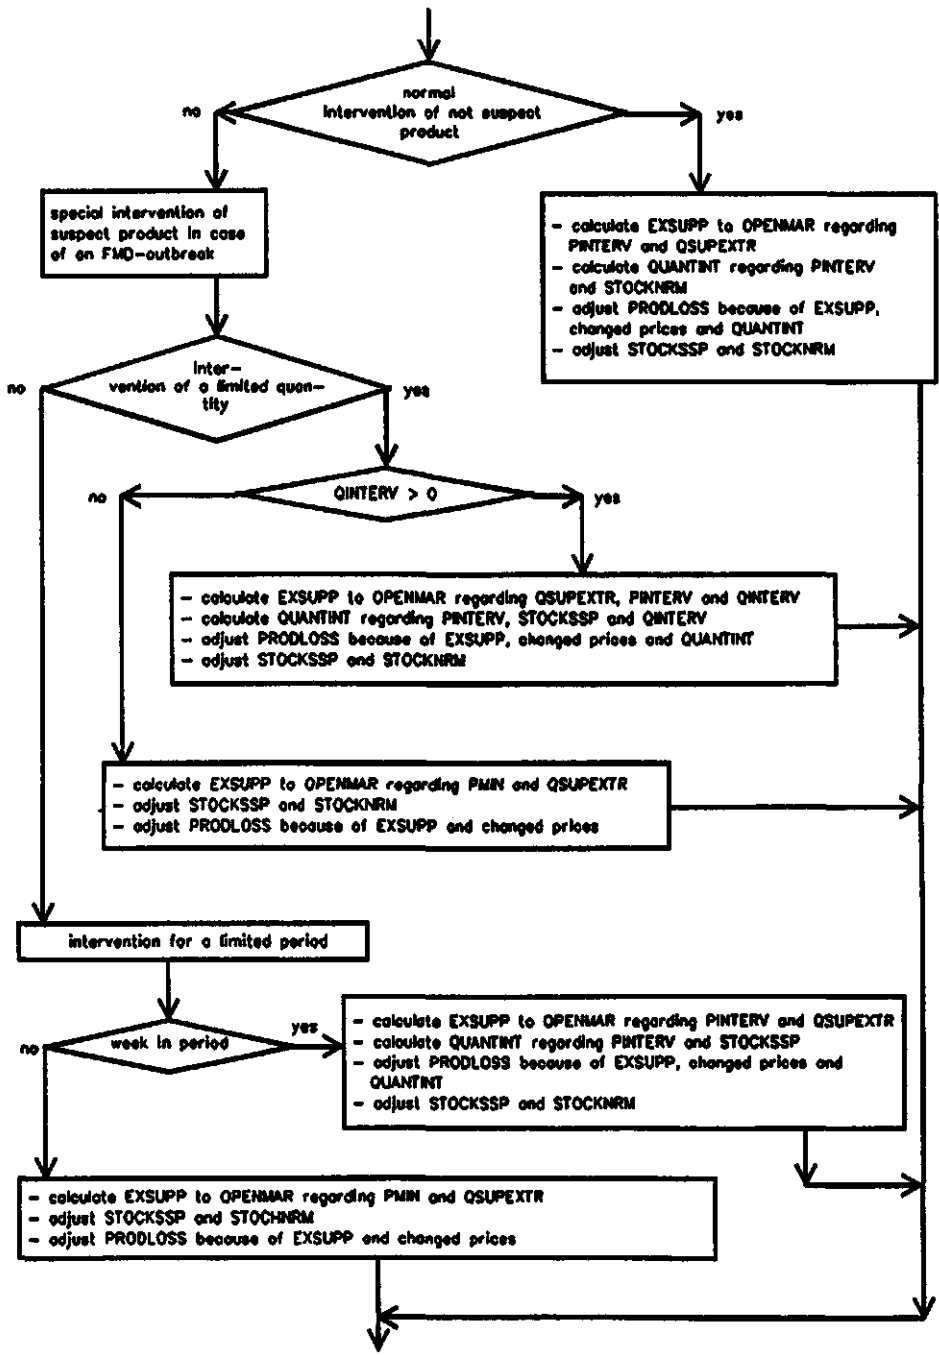 normal
intervention of not suspect
product
no
yes
special intervention of
suspect product in case
of an FMD-outbreak
- calculate EXSUPP to OPENMAR regarding
PINTERV and QSUPEXTR
- calculate QUANTINT regarding PINTERV
and STOCKNRM
- adjust PRODLOSS because of EXSUPP,
changed prices and QUANTINT
- adjust STOCKSSP and STOCKNRM
no
Inter-
vention of a limited quan-
tity
yes
no
QINTERV > 0
yes
- calculate EXSUPP to OPENMAR regarding QSUPEXTR, PINTERV and QINTERV
- calculate QUANTINT regarding PINTERV, STOCKSSP and QINTERV
- adjust PRODLOSS because of EXSUPP, changed prices and QUANTINT
- adjust STOCKSSP and STOCKNRM
- calculate EXSUPP to OPENMAR regarding PMIN and QSUPEXTR
- adjust STOCKSSP and STOCKNRM
- adjust PRODLOSS because of EXSUPP and changed prices
intervention for a limited period
no
week in period
yes
- calculate EXSUPP to OPENMAR regarding PINTERV and QSUPEXTR
- calculate QUANTINT regarding PINTERV and STOCKSSP
- adjust PRODLOSS because of EXSUPP, changed prices and
QUANTINT
- adjust STOCKSSP and STOCKNRM
- calculate EXSUPP to OPENMAR regarding PMIN and QSUPEXTR
- adjust STOCKSSP and STOCHNRM
- adjust PRODLOSS because of EXSUPP and changed prices